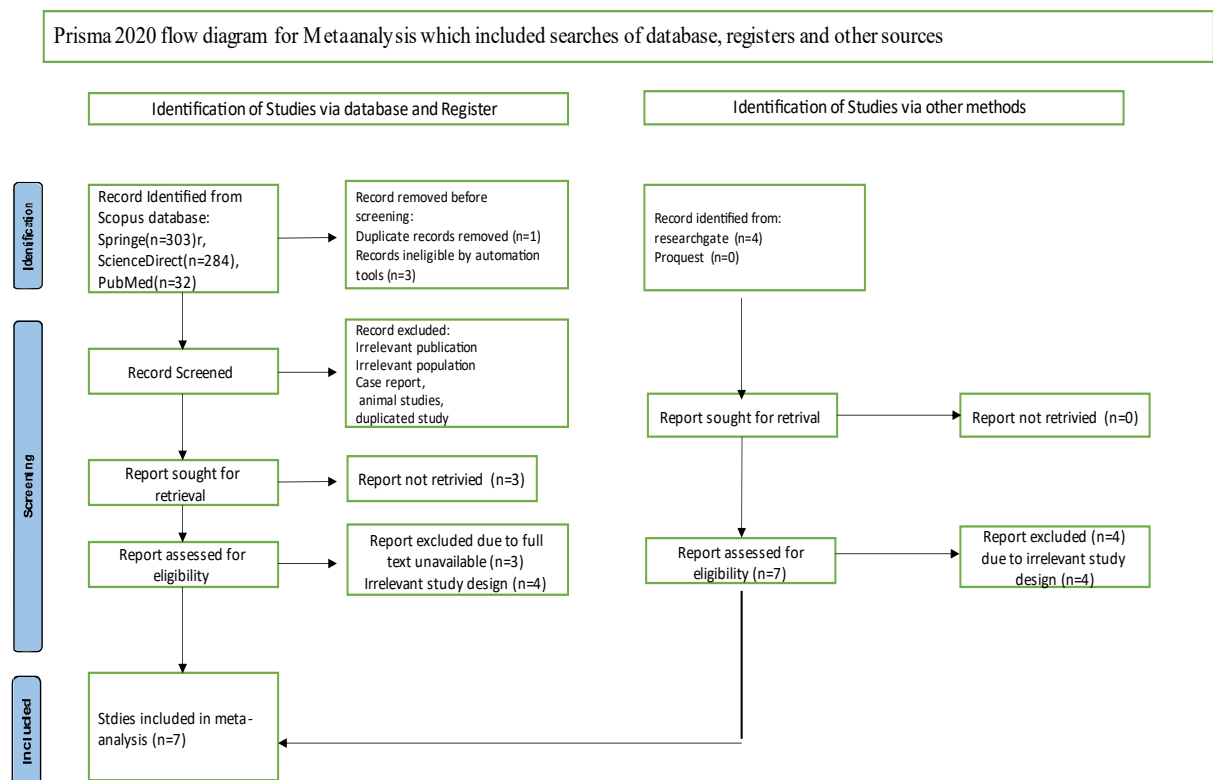 Prisma 2020 flow diagram for Metaanalysis which included searches of database, registers and other sources
Identification of Studies via database and Register
Identification of Studies via other methods
Identification
Record Identified from
Scopus database:
Springe(n=303)r,
ScienceDirect(n=284),
PubMed(n=32)
Record removed before
screening:
Duplicate records removed (n=1)
Records ineligible by automation
tools (n=3)
Record identified from:
researchgate (n=4)
Proquest (n=0)
Screening
Record Screened
Record excluded:
Irrelevant publication
Irrelevant population
Case report,
animal studies,
duplicated study
Report sought for retrival
Report not retrivied (n=0)
Report sought for
retrieval
Report not retrivied (n=3)
Report assessed for
eligibility
Report excluded due to full
text unavailable (n=3)
Irrelevant study design (n=4)
Report assessed for
eligibility (n=7)
Report excluded (n=4)
due to irrelevant study
design (n=4)
Included
Stdies included in meta-
analysis (n=7)